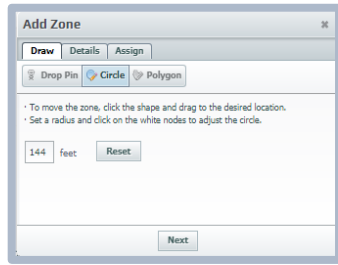 Add Zone ×
Draw Details Assign
Drop Pin Circle Polygon
· To move the zone, click the shape and drag to the desired location.
· Set a radius and click on the white nodes to adjust the circle.
144 feet Reset
Next